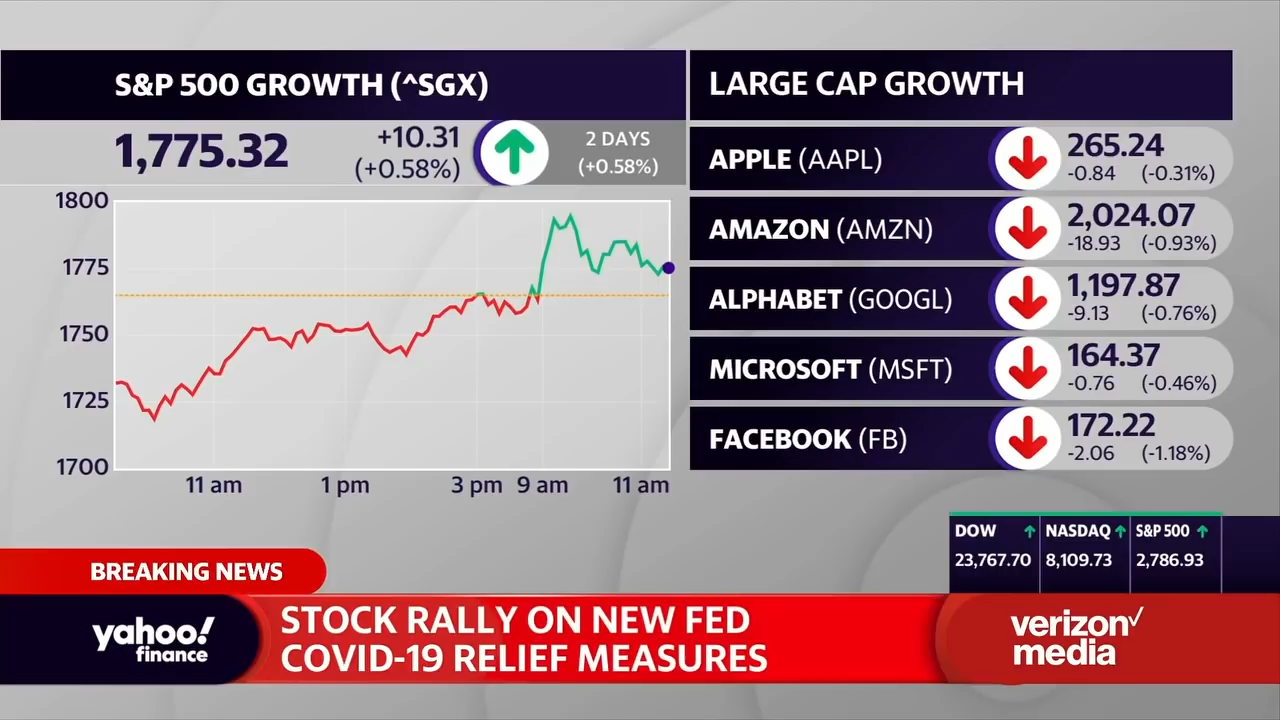 S&P 500 GROWTH (^SGX)
1,775.32
+10.31
(+0.58%)
2 DAYS
(+0.58%)
1800
1775
1750
1725
1700
11 am
1 pm
3 pm
9 am
11 am
LARGE CAP GROWTH
APPLE (AAPL)
265.24
-0.84 (-0.31%)
AMAZON (AMZN)
2,024.07
-18.93 (-0.93%)
ALPHABET (GOOGL)
1,197.87
-9.13 (-0.76%)
MICROSOFT (MSFT)
164.37
-0.76 (-0.46%)
FACEBOOK (FB)
172.22
-2.06 (-1.18%)
DOW
23,767.70
NASDAQ
8,109.73
S&P 500
2,786.93
BREAKING NEWS
yahoo!
finance
STOCK RALLY ON NEW FED
COVID-19 RELIEF MEASURES
verizon
media